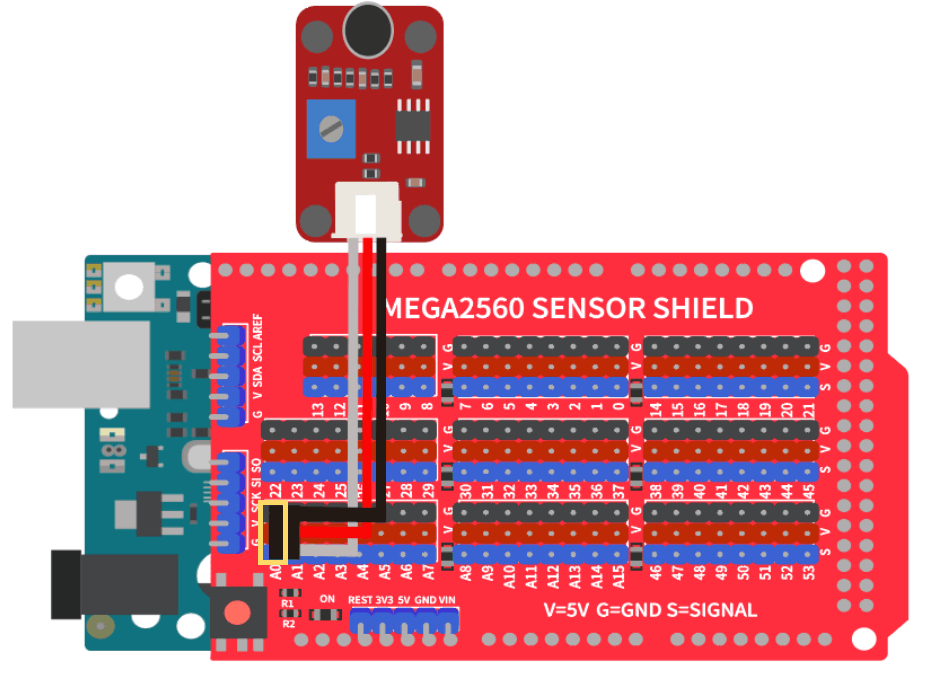 MEGA2560 SENSOR SHIELD
G V SDA SCL AREF
13 12 9 8
7 6 5 4 3 2 1 0
14 15 16 17 18 19 20 21
G V S
G V S
G V SCK SI SO
22 23 24 25 28 29
30 31 32 33 34 35 36 37
38 39 40 41 42 43 44 45
G V
G V S
A0 A1 A2 A3 A4 A5 A6 A7
A8 A9 A10 A11 A12 A13 A14 A15
46 47 48 49 50 51 52 53
G V
G V S
R1
R2
ON
REST 3V3 5V GND VIN
V=5V G=GND S=SIGNAL